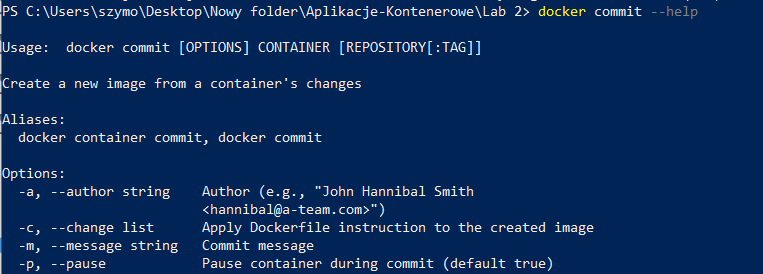 PS C:\Users\szymo\Desktop\Nowy folder\Aplikacje-Kontenerowe\Lab 2> docker commit --help
Usage:  docker commit [OPTIONS] CONTAINER [REPOSITORY[:TAG]]
Create a new image from a container's changes
Aliases:
  docker container commit, docker commit
Options:
  -a, --author string    Author (e.g., "John Hannibal Smith
                         <hannibal@a-team.com>")
  -c, --change list      Apply Dockerfile instruction to the created image
  -m, --message string   Commit message
  -p, --pause            Pause container during commit (default true)